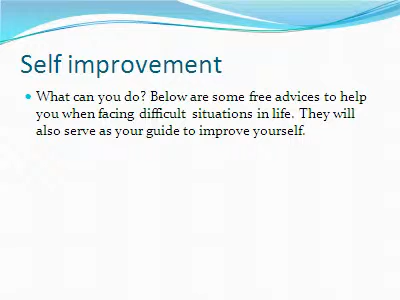 Self improvement
What can you do? Below are some free advices to help
you when facing difficult situations in life. They will
also serve as your guide to improve yourself.